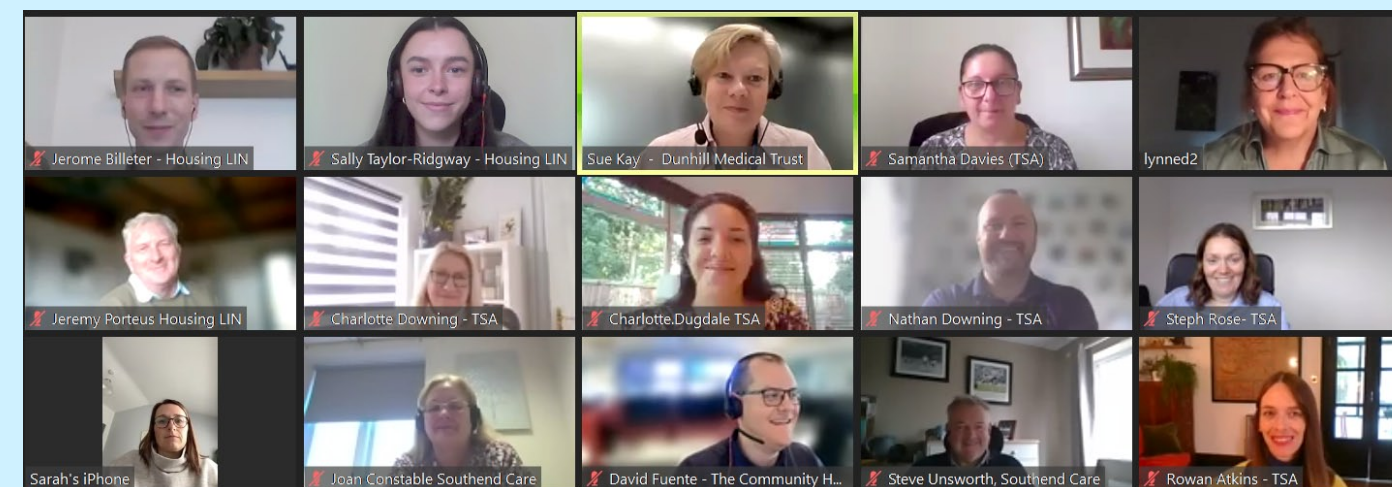 Jerome Billeter - Housing LIN
Sally Taylor-Ridgway - Housing LIN
Sue Kay - Dunhill Medical Trust
Samantha Davies (TSA)
lynned2
Jeremy Porteus Housing LIN
Charlotte Downing - TSA
Charlotte.Dugdale TSA
Nathan Downing - TSA
Steph Rose- TSA
Sarah's iPhone
Joan Constable Southend Care
David Fuente - The Community H...
Steve Unsworth, Southend Care
Rowan Atkins - TSA